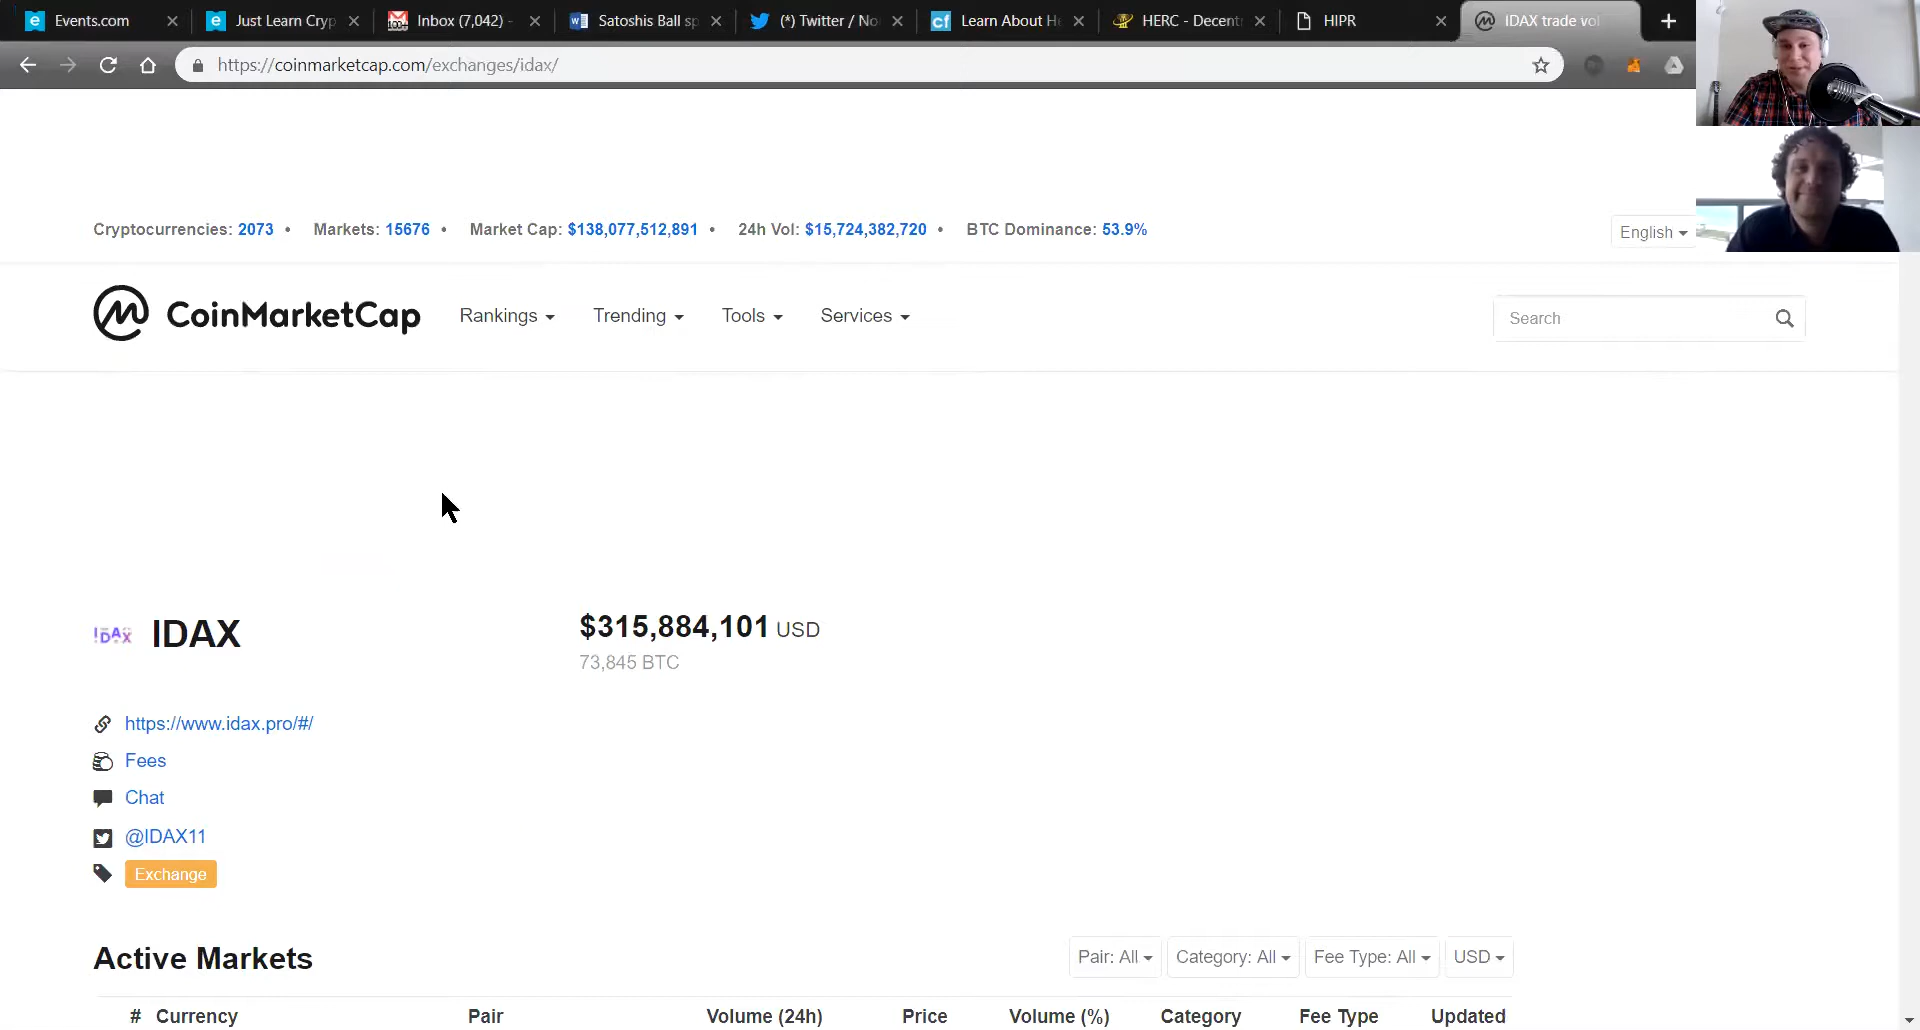 Events.com
Just Learn Cryp
Inbox (7,042) -
Satoshis Ball sp
(*) Twitter / No
Learn About He
HERC - Decentr
HIPR
IDAX trade vol
https://coinmarketcap.com/exchanges/idax/
Cryptocurrencies: 2073 • Markets: 15676 • Market Cap: $138,077,512,891 • 24h Vol: $15,724,382,720 • BTC Dominance: 53.9%
English
CoinMarketCap
Rankings
Trending
Tools
Services
Search
IDAX
IDAX
$315,884,101 USD
73,845 BTC
https://www.idax.pro/#/
Fees
Chat
@IDAX11
Exchange
Active Markets
Pair: All
Category: All
Fee Type: All
USD
# Currency Pair Volume (24h) Price Volume (%) Category Fee Type Updated